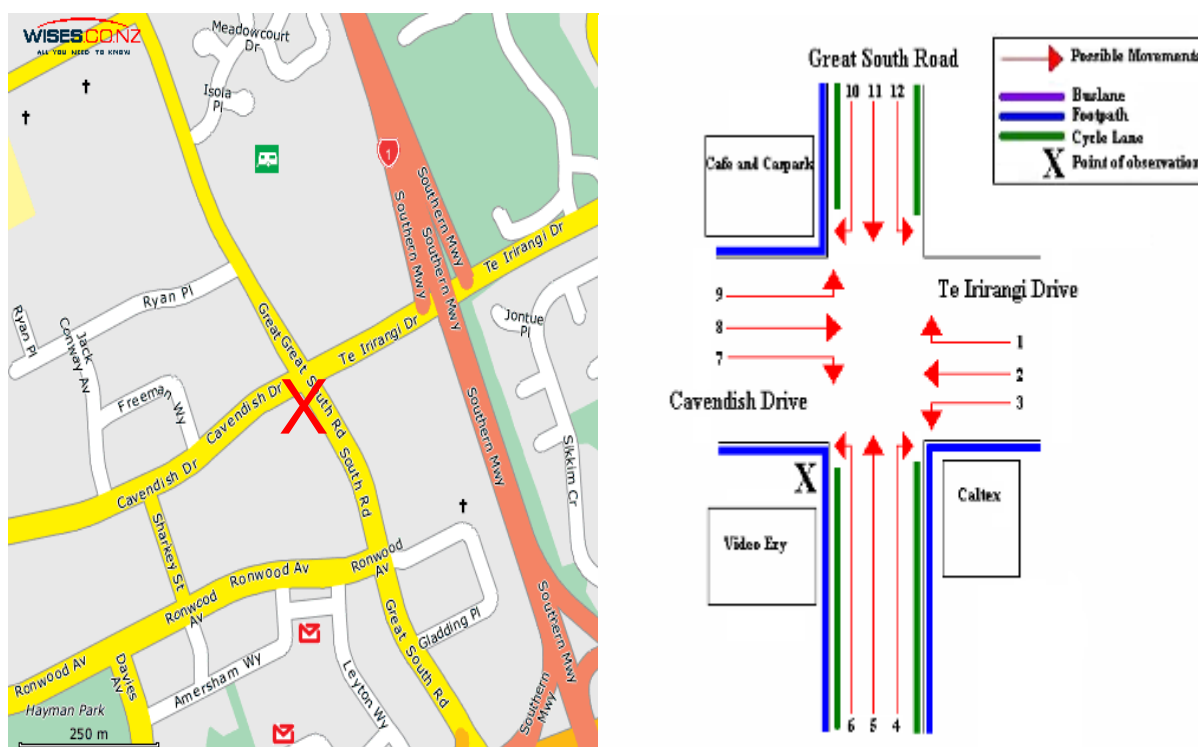 WISES.CO.NZ
ALL YOU NEED TO KNOW
Meadowcourt
Dr
Isola
Pl
1
Southern Mwy
Southern Mwy
Southern Mwy
Southern Mwy
Te Irirangi Dr
Ryan Pl
Ryan Pl
Jack
Conway Av
Great
Great South Rd
Te Irirangi Dr
Jontue
Pl
Freeman Wy
Cavendish Dr
X
South Rd
Southern Mwy
Cavendish Dr
Sikkim Cr
Sharkey St
Ronwood Av
Ronwood
Av
Ronwood
Av
Great South Rd
Gladding Pl
Southern Mwy
Ronwood Av
Davies
Av
Amersham Wy
Leyton Wy
Southern
Mwy
Hayman Park
250 m
Great South Road
10 11 12
Possible Movements
Buslane
Footpath
Cycle Lane
X Point of observation
Cafe and Carpark
9
8
7
Te Irirangi Drive
1
2
3
Cavendish Drive
X
Video Ezy
Caltex
6 5 4